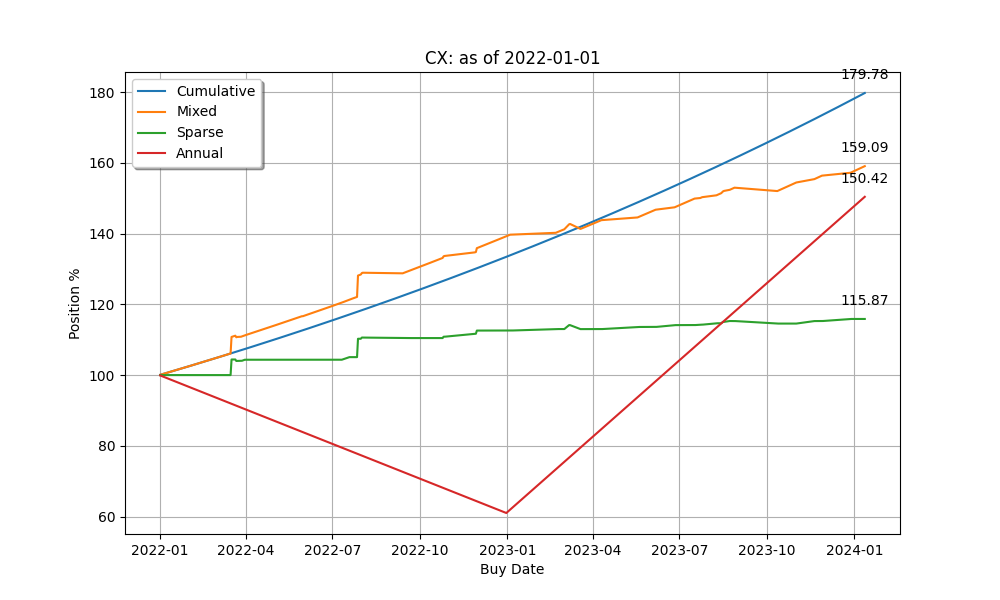 CX: as of 2022-01-01
179.78
180
Cumulative
Mixed
Sparse
Annual
159.09
160
150.42
140
Position %
120
115.87
100
80
60
2022-01 2022-04 2022-07 2022-10 2023-01 2023-04 2023-07 2023-10 2024-01
Buy Date